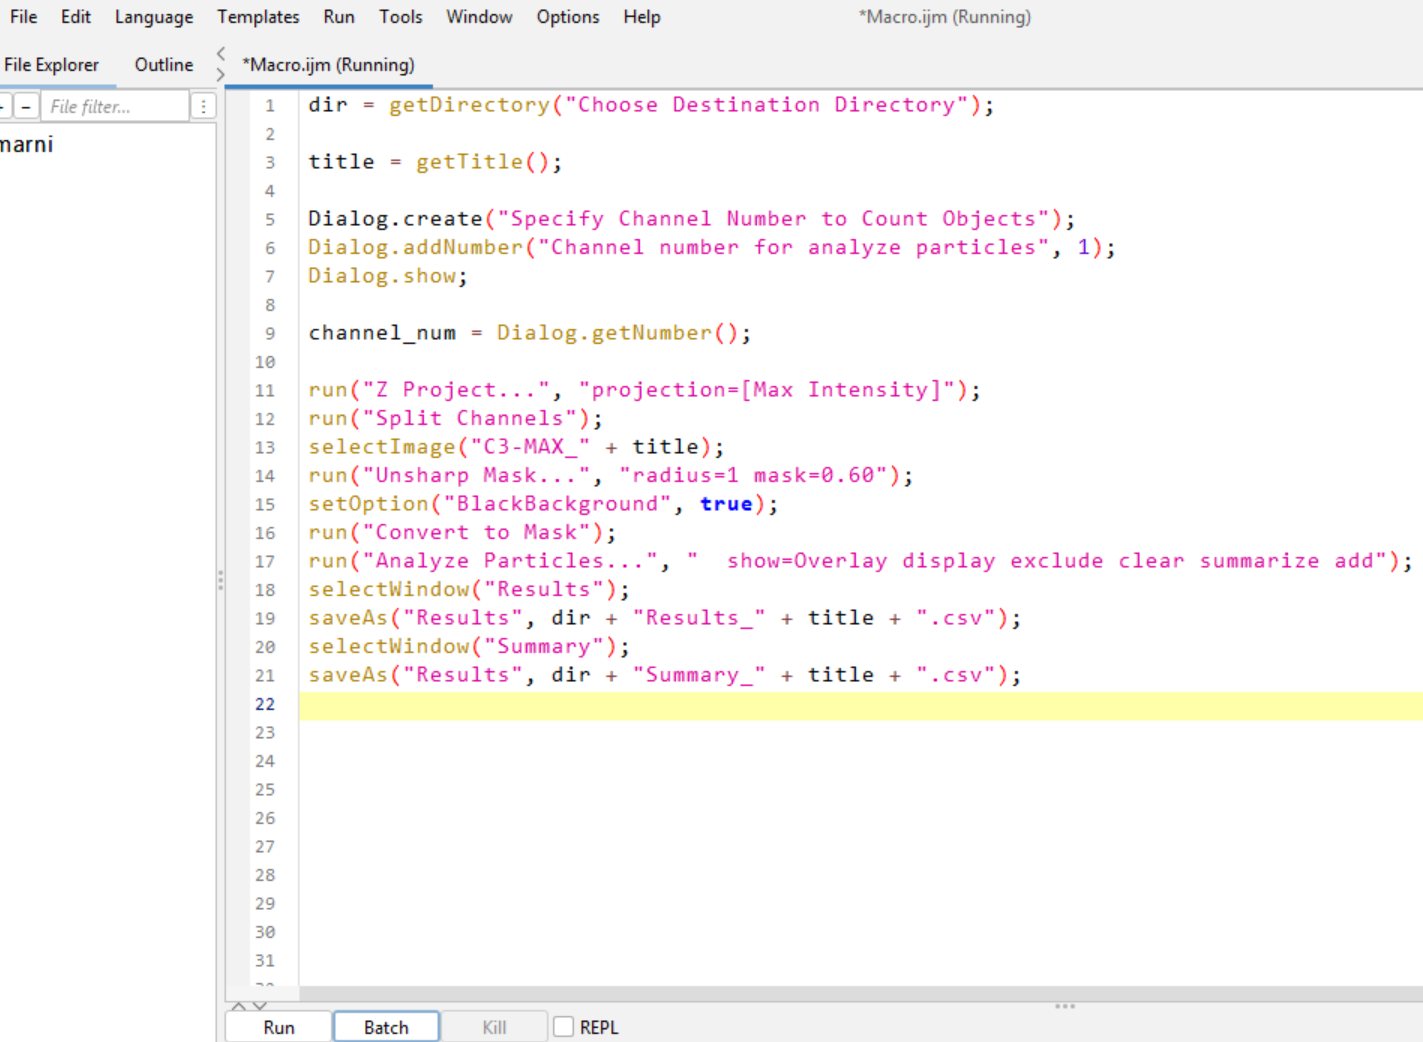 File Edit Language Templates Run Tools Window Options Help *Macro.ijm (Running)
File Explorer Outline *Macro.ijm (Running)
- File filter...
marni
1 dir = getDirectory("Choose Destination Directory");
2
3 title = getTitle();
4
5 Dialog.create("Specify Channel Number to Count Objects");
6 Dialog.addNumber("Channel number for analyze particles", 1);
7 Dialog.show;
8
9 channel_num = Dialog.getNumber();
10
11 run("Z Project...", "projection=[Max Intensity]");
12 run("Split Channels");
13 selectImage("C3-MAX_" + title);
14 run("Unsharp Mask...", "radius=1 mask=0.60");
15 setOption("BlackBackground", true);
16 run("Convert to Mask");
17 run("Analyze Particles...", "  show=Overlay display exclude clear summarize add");
18 selectWindow("Results");
19 saveAs("Results", dir + "Results_" + title + ".csv");
20 selectWindow("Summary");
21 saveAs("Results", dir + "Summary_" + title + ".csv");
22
23
24
25
26
27
28
29
30
31
Run Batch Kill REPL